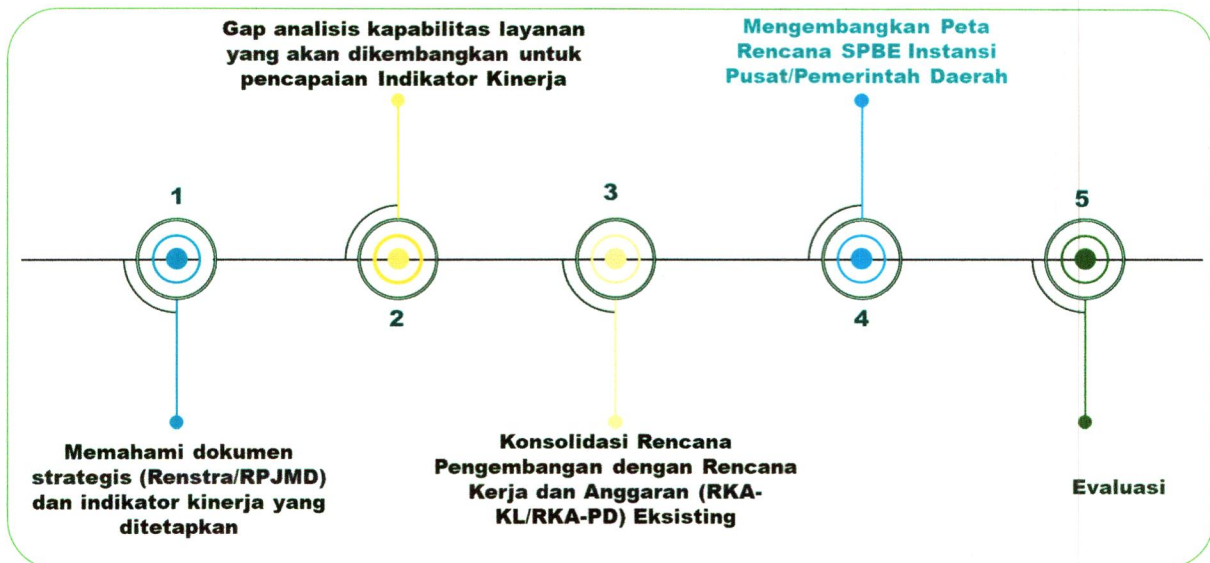 Gap analisis kapabilitas layanan
yang akan dikembangkan untuk
pencapaian Indikator Kinerja
Mengembangkan Peta
Rencana SPBE Instansi
Pusat/Pemerintah Daerah
1
2
3
4
5
Memahami dokumen
strategis (Renstra/RPJMD)
dan indikator kinerja yang
ditetapkan
Konsolidasi Rencana
Pengembangan dengan Rencana
Kerja dan Anggaran (RKA-
KL/RKA-PD) Eksisting
Evaluasi